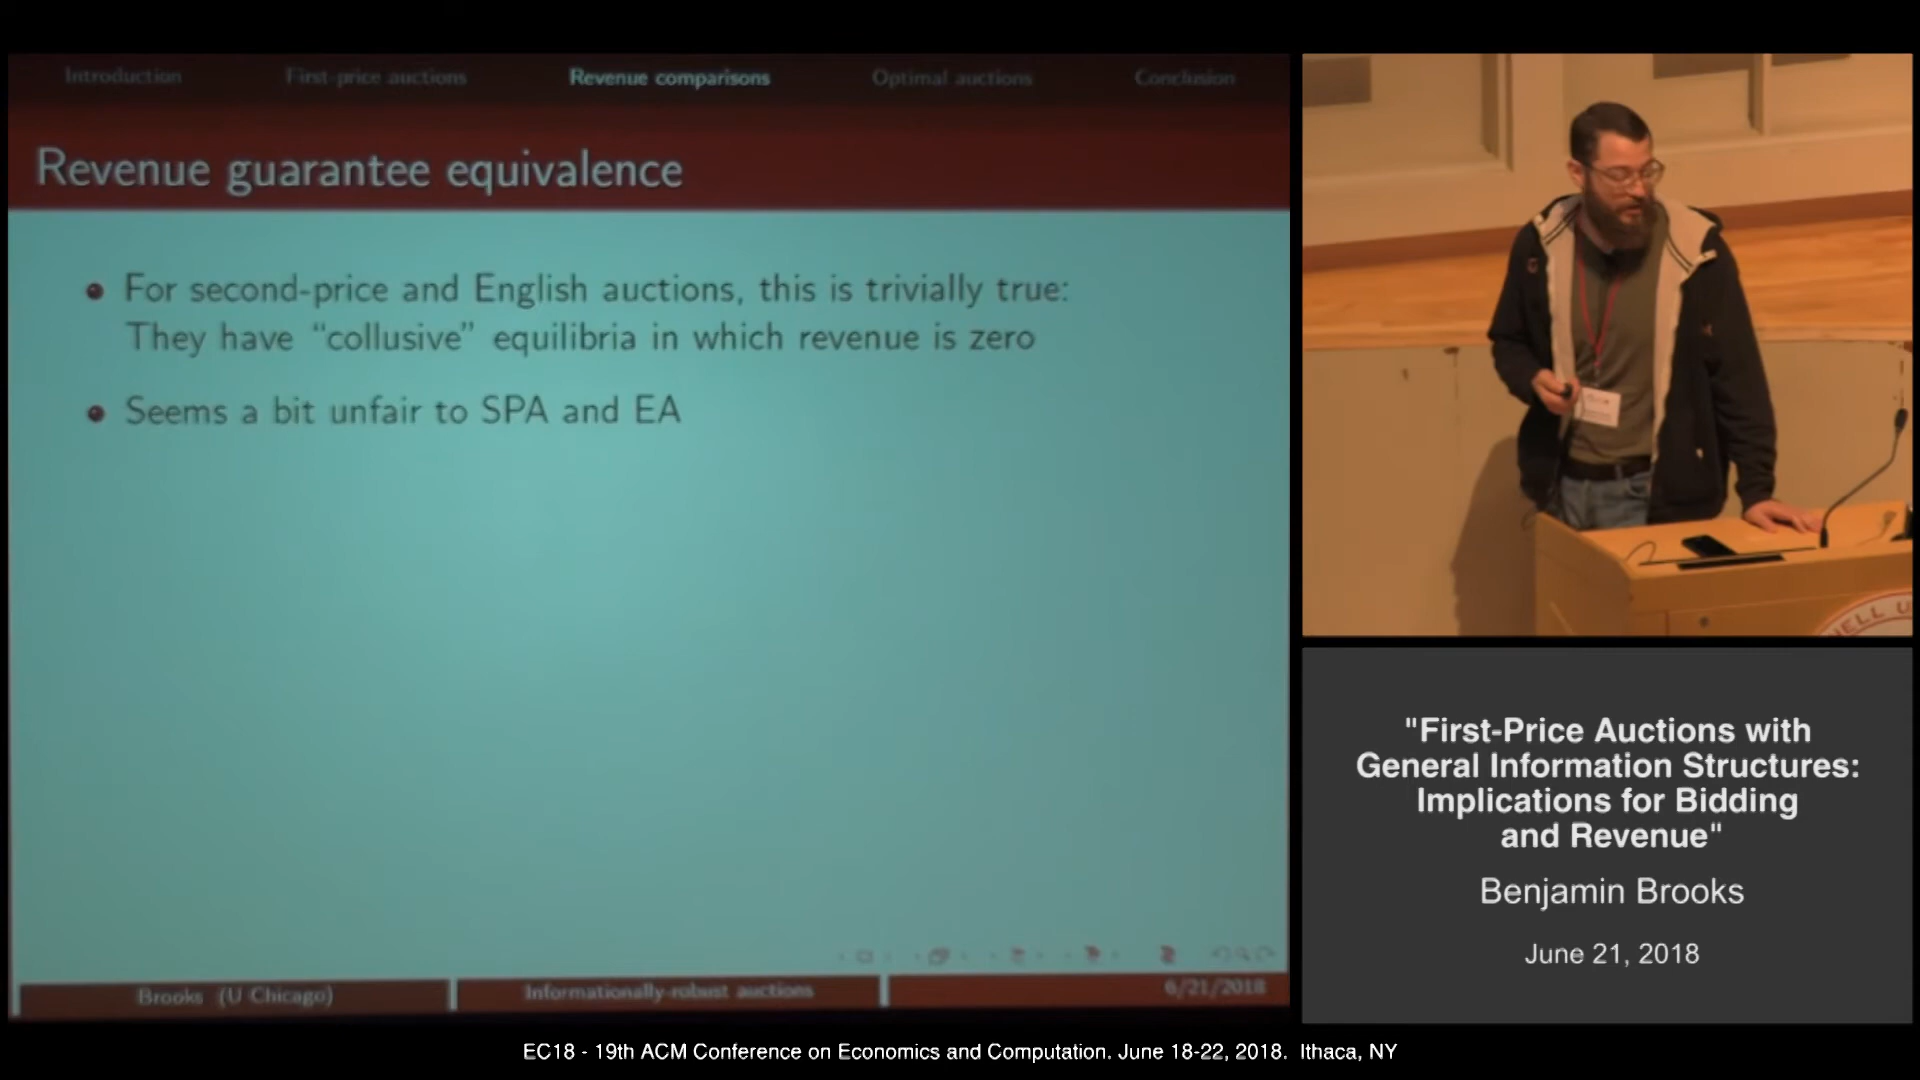 Introduction
First-price auctions
Revenue comparisons
Optimal auctions
Conclusion
Revenue guarantee equivalence
For second-price and English auctions, this is trivially true:
They have “collusive” equilibria in which revenue is zero
Seems a bit unfair to SPA and EA
Brooks (U Chicago)
Informationally-robust auctions
6/21/2018
"First-Price Auctions with
General Information Structures:
Implications for Bidding
and Revenue"
Benjamin Brooks
June 21, 2018
EC18 - 19th ACM Conference on Economics and Computation. June 18-22, 2018. Ithaca, NY